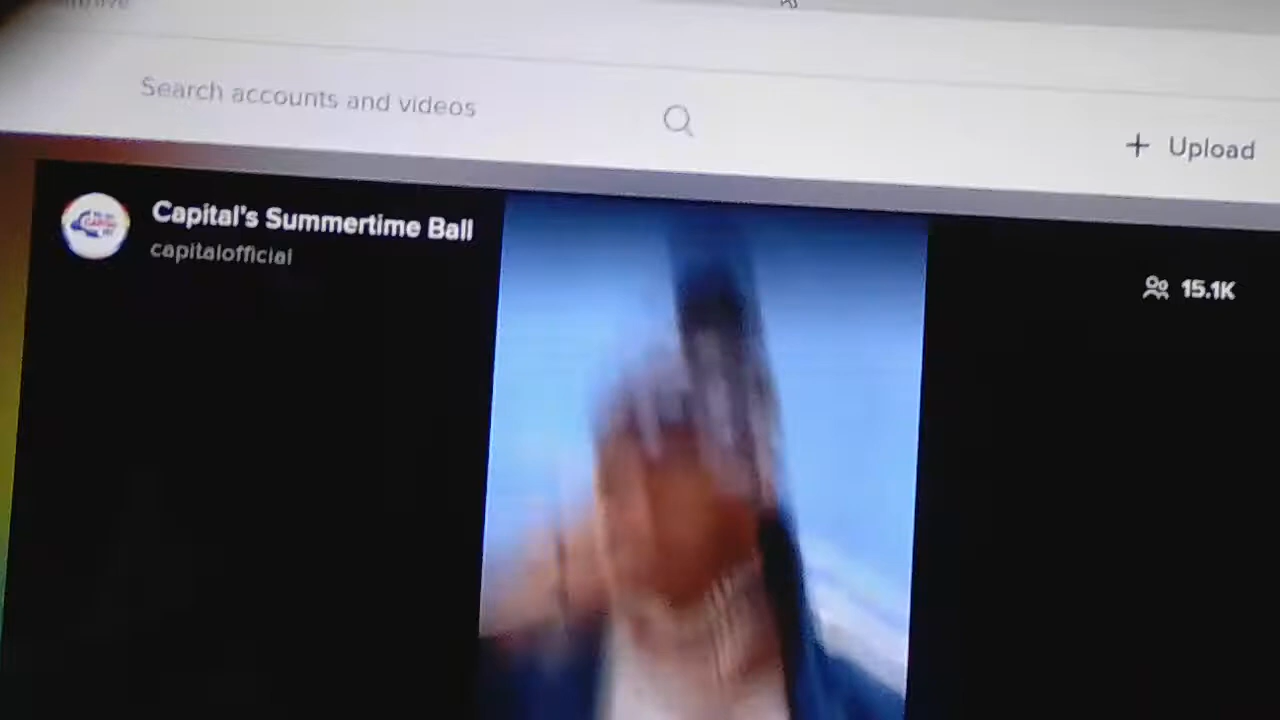 Search accounts and videos
+ Upload
Capital's Summertime Ball
capitalofficial
15.1K